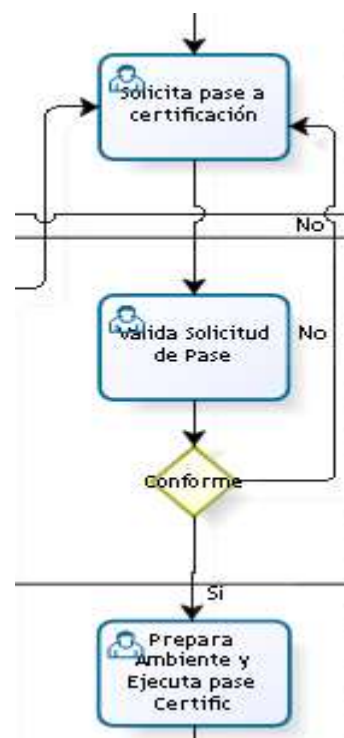 Solicita pase a
certificación
No
Valida Solicitud
de Pase
No
Conforme
Si
Prepara
Ambiente y
Ejecuta pase
Certific